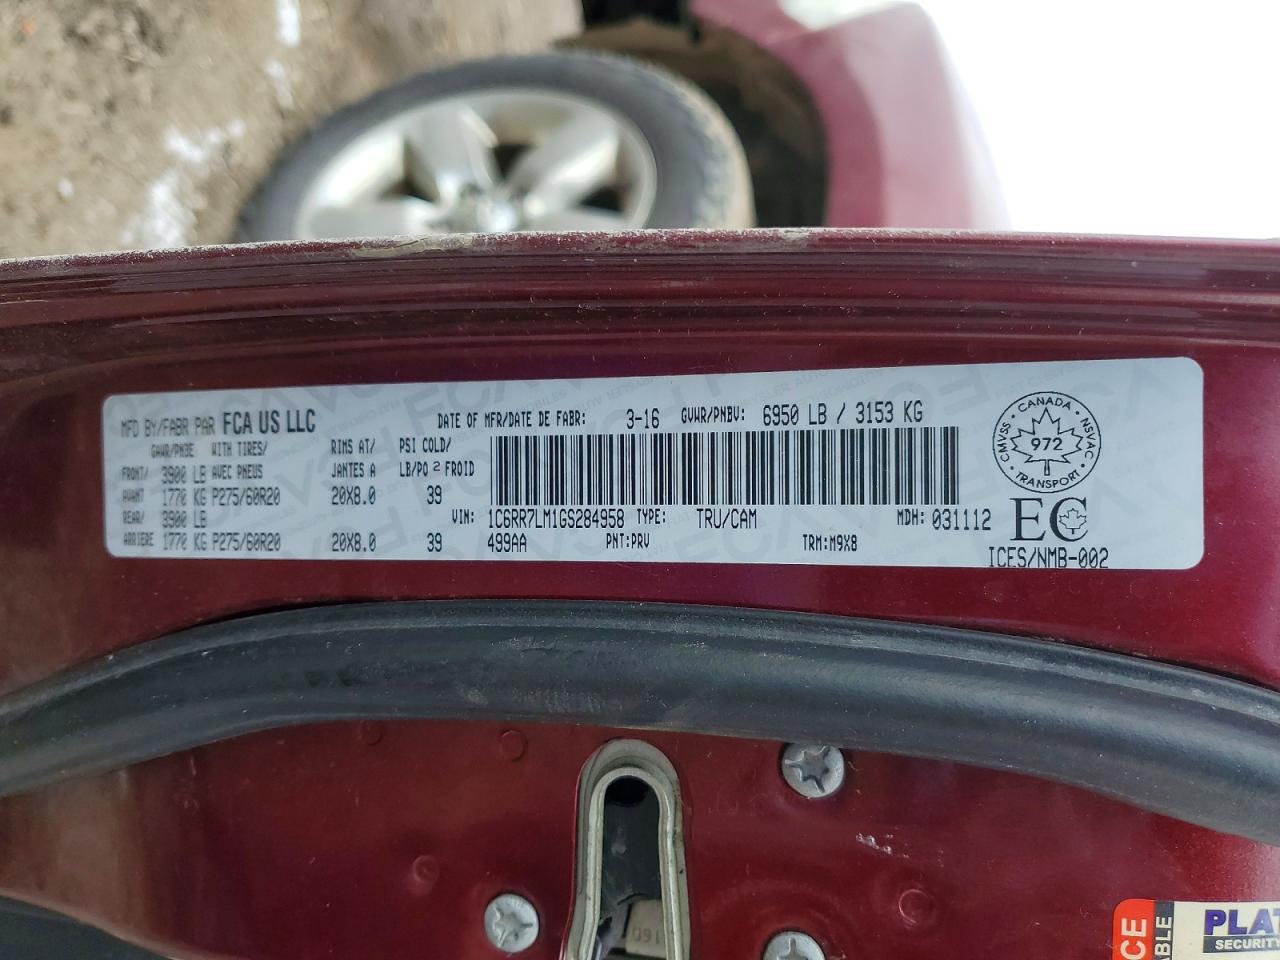 MFD BY/FABR PAR FCA US LLC DATE OF MFR/DATE DE FABR: 3-16 GVWR/PNBV: 6950 LB / 3153 KG
GAWR/PNBE WITH TIRES/ RIMS AT/ PSI COLD/
FRONT/ 3900 LB AVEC PNEUS JANTES A LB/PO 2 FROID
AVANT 1770 KG P275/60R20 20X8.0 39
REAR/ 3900 LB VIN: 1C6RR7LM1GS284958 TYPE: TRU/CAM MDH: 031112
ARRIERE 1770 KG P275/60R20 20X8.0 39 499AA PNT:PRV TRM:M9X8
CANADA
CMVSS 972 NSVAC
TRANSPORT
EC
ICES/NMB-002
PLAT
SECURITY
CE
ABLE